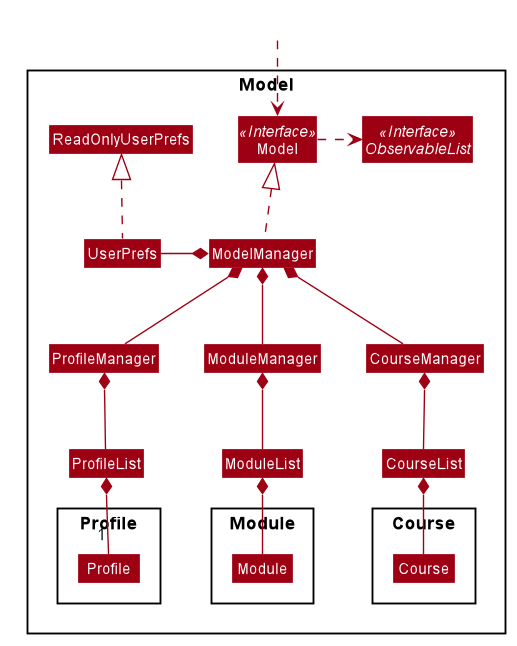 Model
ReadOnlyUserPrefs
«Interface»
Model
«Interface»
ObservableList
UserPrefs
ModelManager
ProfileManager
ModuleManager
CourseManager
ProfileList
ModuleList
CourseList
Profile
Module
Course
1
Profile
Module
Course